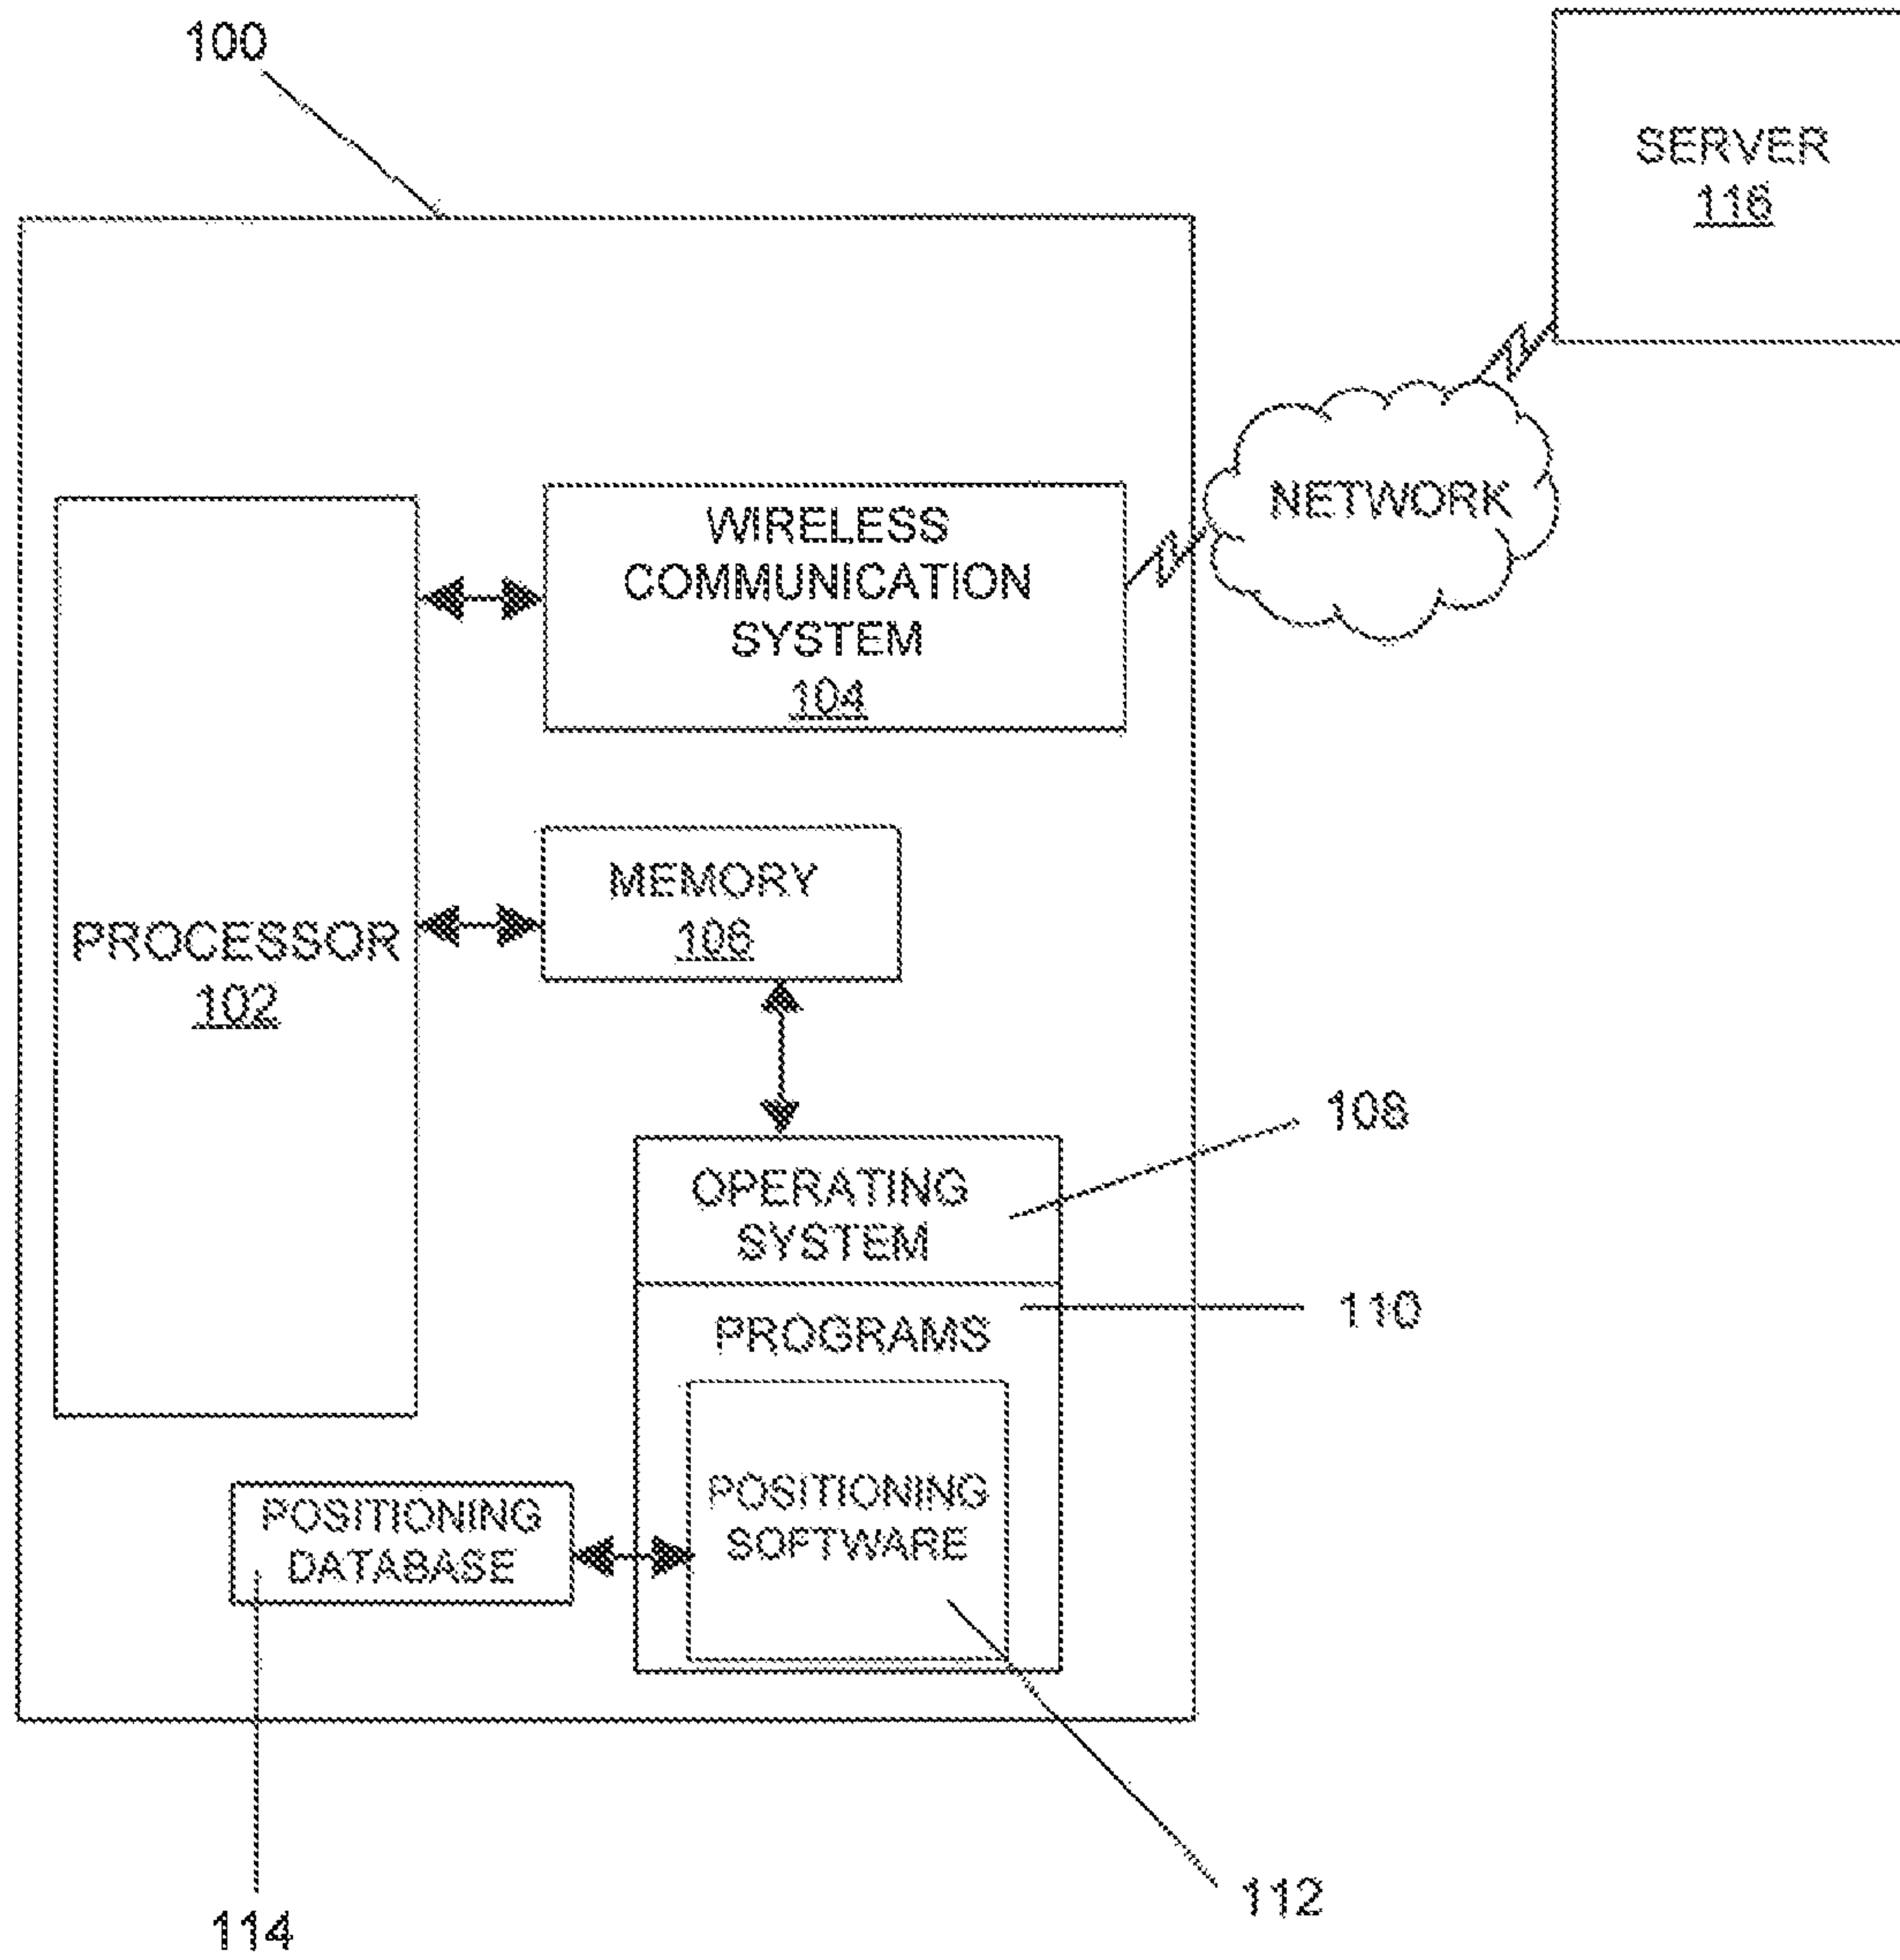 100
SERVER
116
NETWORK
WIRELESS
COMMUNICATION
SYSTEM
104
MEMORY
106
PROCESSOR
102
108
OPERATING
SYSTEM
110
PROGRAMS
POSITIONING
SOFTWARE
POSITIONING
DATABASE
112
114